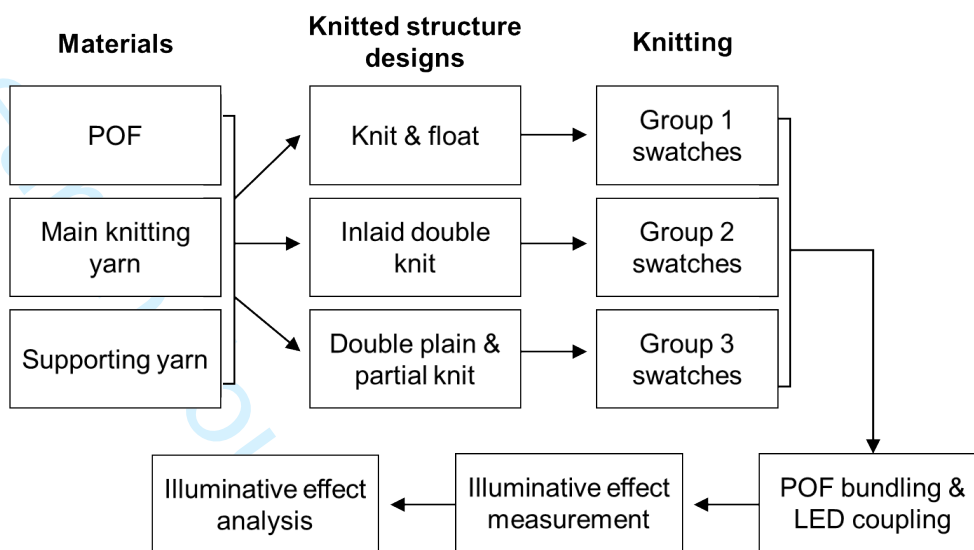 Materials
Knitted structure
designs
Knitting
POF
Knit & float
Group 1
swatches
Main knitting
yarn
Inlaid double
knit
Group 2
swatches
Supporting yarn
Double plain &
partial knit
Group 3
swatches
Illuminative effect
analysis
Illuminative effect
measurement
POF bundling &
LED coupling